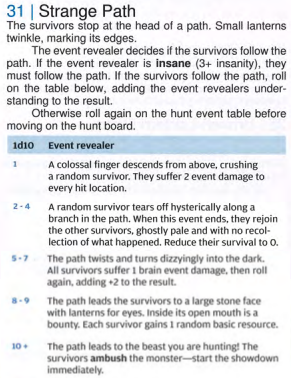 31 | Strange Path
The survivors stop at the head of a path. Small lanterns
twinkle, marking its edges.
The event revealer decides if the survivors follow the
path. If the event revealer is insane (3+ insanity), they
must follow the path. If the survivors follow the path, roll
on the table below, adding the event revealers under-
standing to the result.
Otherwise roll again on the hunt event table before
moving on the hunt board.
1d10 Event revealer
1 A colossal finger descends from above, crushing
a random survivor. They suffer 2 event damage to
every hit location.
2 - 4 A random survivor tears off hysterically along a
branch in the path. When this event ends, they rejoin
the other survivors, ghostly pale and with no recol-
lection of what happened. Reduce their survival to 0.
5 - 7 The path twists and turns dizzyingly into the dark.
All survivors suffer 1 brain event damage, then roll
again, adding +2 to the result.
8 - 9 The path leads the survivors to a large stone face
with lanterns for eyes. Inside its open mouth is a
bounty. Each survivor gains 1 random basic resource.
10 + The path leads to the beast you are hunting! The
survivors ambush the monster—start the showdown
immediately.